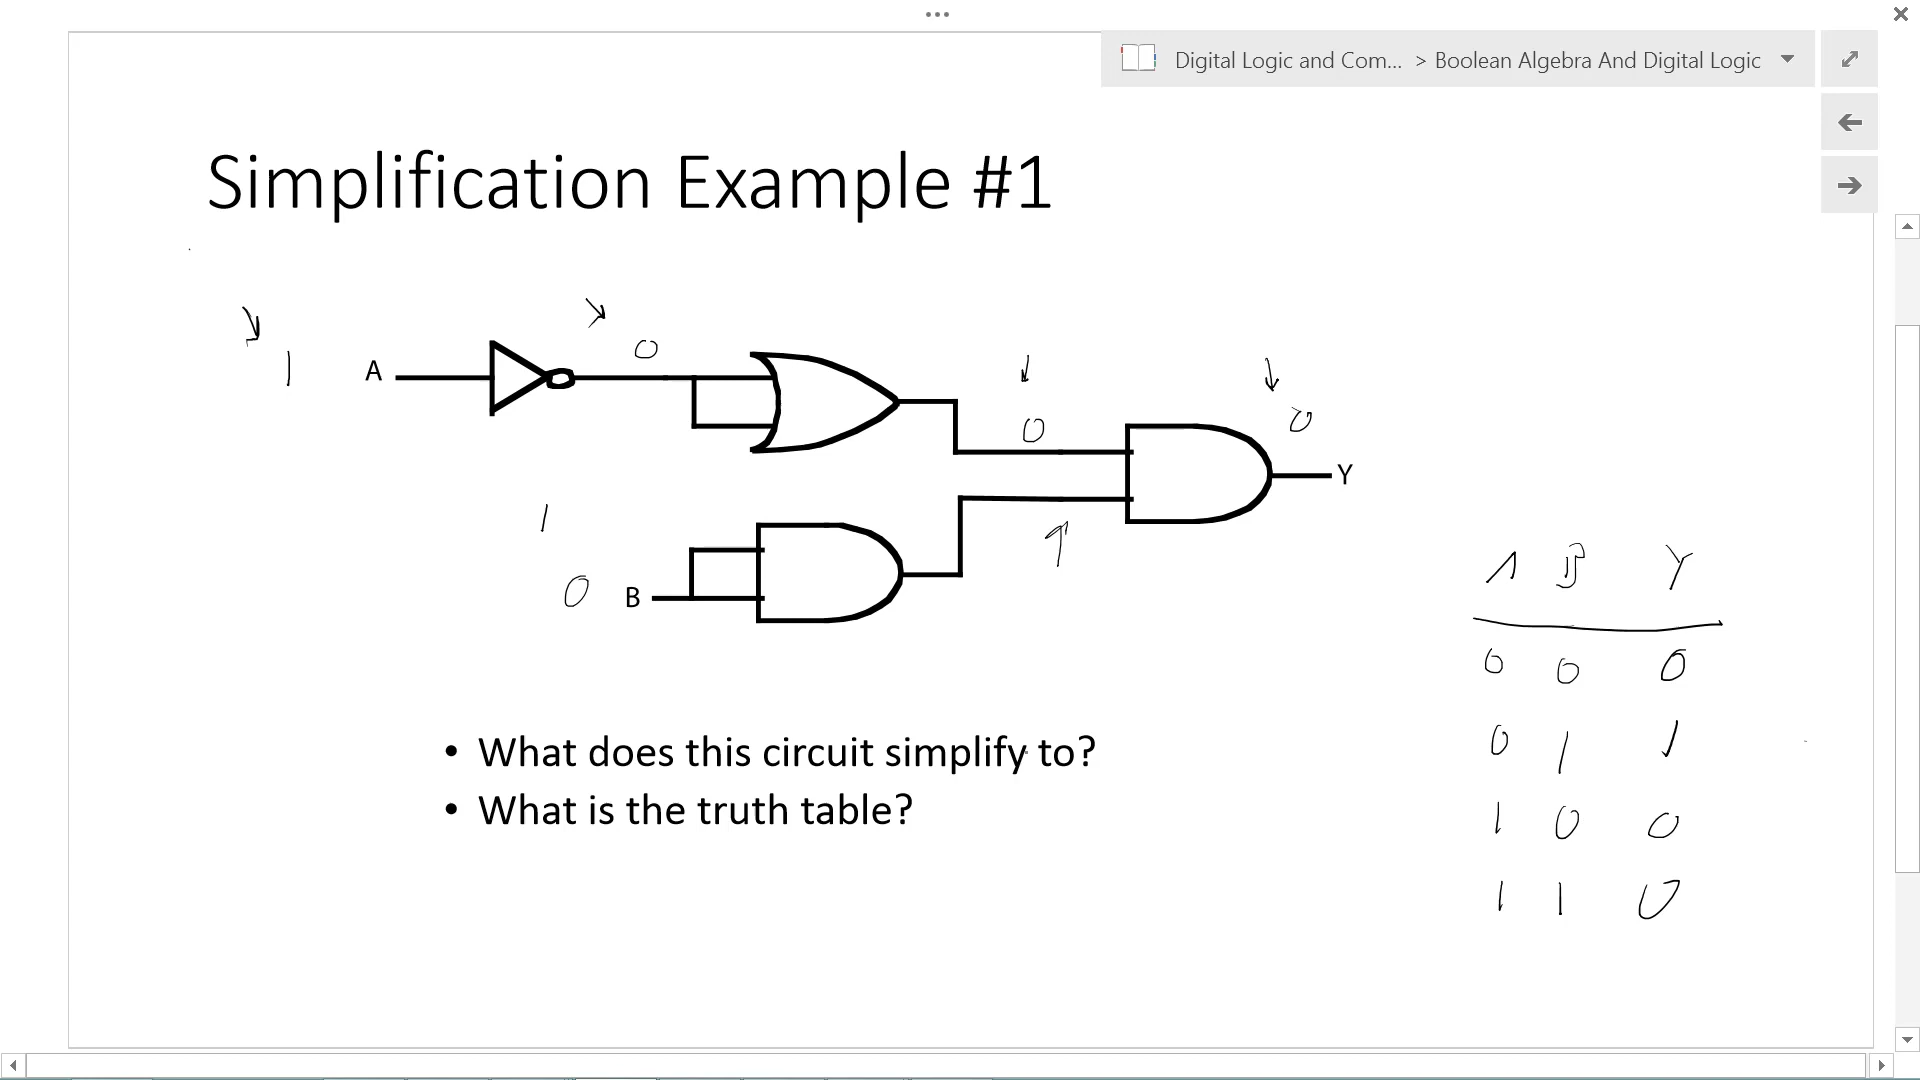 Digital Logic and Com... > Boolean Algebra And Digital Logic
Simplification Example #1
1 A 0
0
0
Y
1
0 B
A B Y
0 0 0
0 1 1
1 0 0
1 1 0
• What does this circuit simplify to?
• What is the truth table?